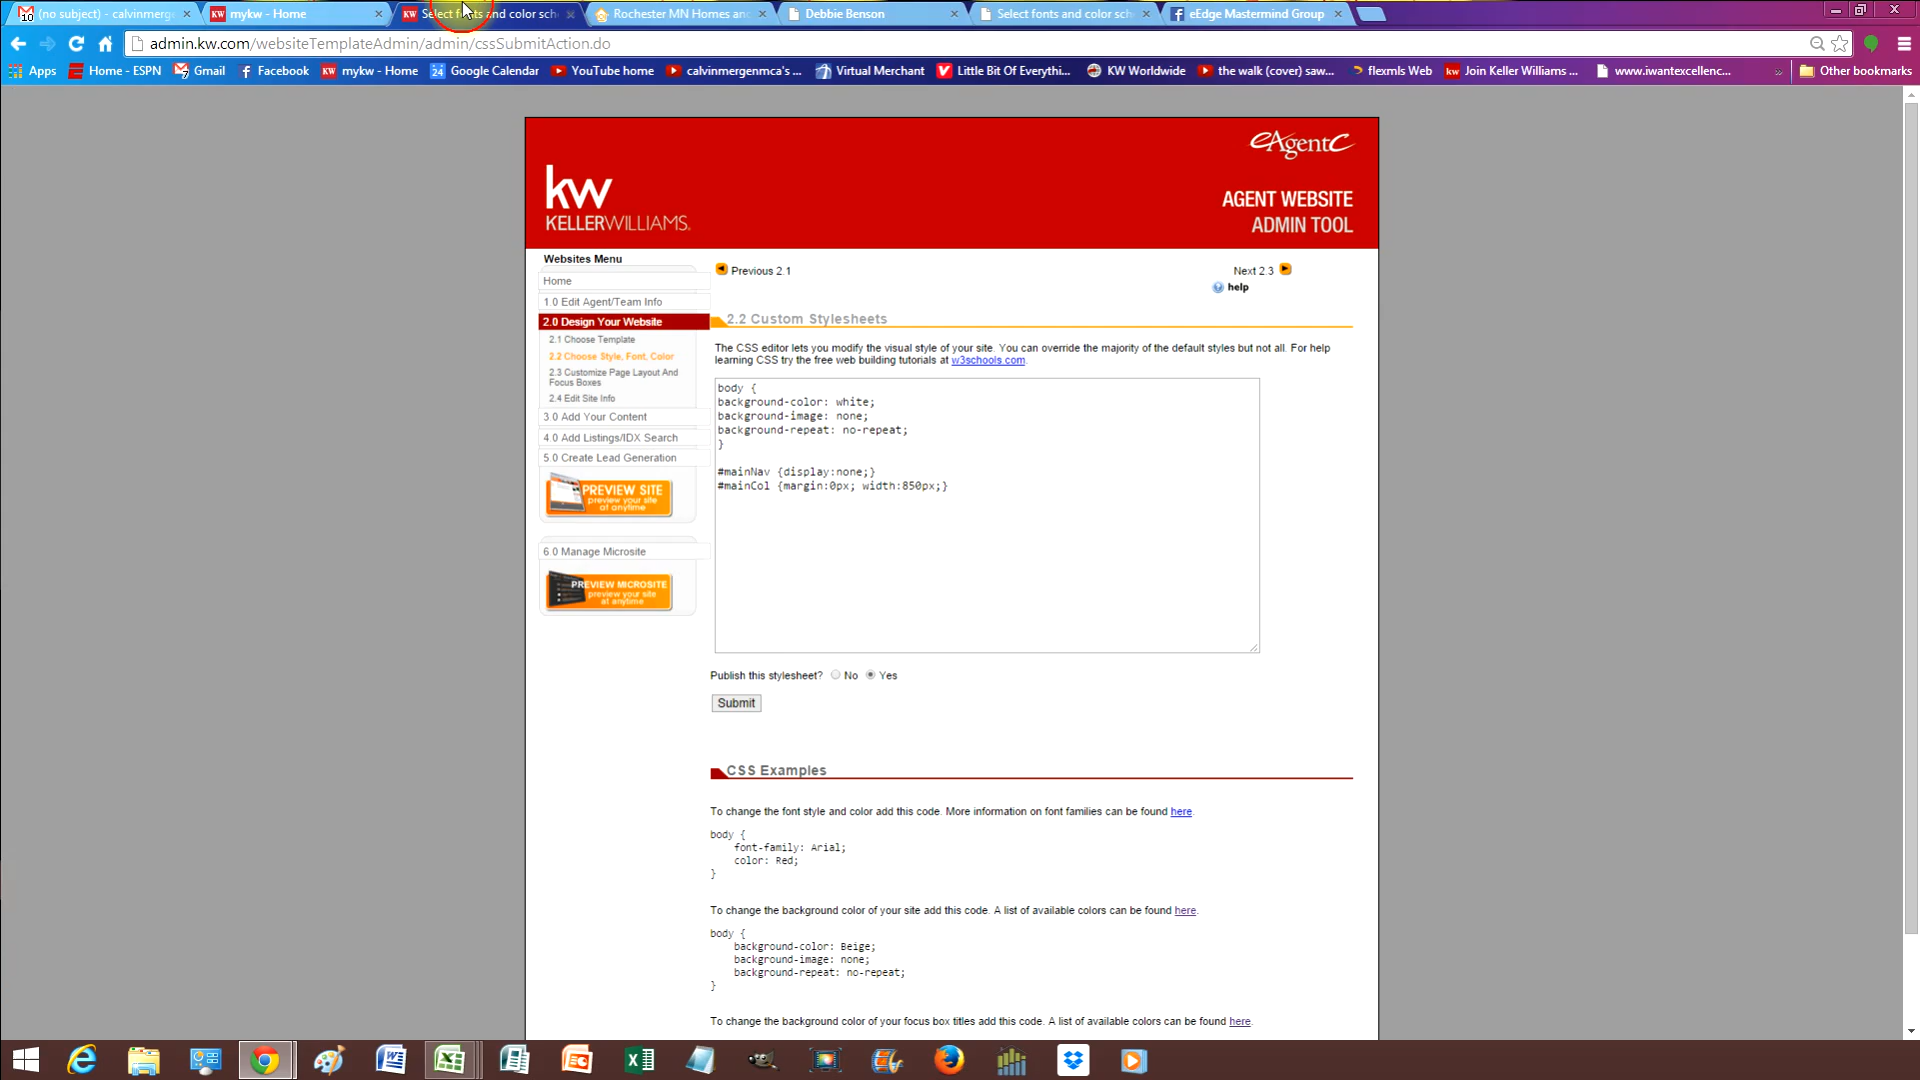 (no subject) - calvinmerge
mykw - Home
Select fonts and color sch
Rochester MN Homes an
Debbie Benson
Select fonts and color sch
eEdge Mastermind Group
admin.kw.com/websiteTemplateAdmin/admin/cssSubmitAction.do
Apps
Home - ESPN
Gmail
Facebook
mykw - Home
24
Google Calendar
YouTube home
calvinmergenmca's ...
Virtual Merchant
Little Bit Of Everythi...
KW Worldwide
the walk (cover) saw...
flexmls Web
Join Keller Williams ...
www.iwantexcellenc...
»
Other bookmarks
eAgentC
kw
KELLERWILLIAMS.
AGENT WEBSITE
ADMIN TOOL
Websites Menu
Home
1.0 Edit Agent/Team Info
2.0 Design Your Website
2.1 Choose Template
2.2 Choose Style, Font, Color
2.3 Customize Page Layout And
Focus Boxes
2.4 Edit Site Info
3.0 Add Your Content
4.0 Add Listings/IDX Search
5.0 Create Lead Generation
PREVIEW SITE
preview your site
at anytime
6.0 Manage Microsite
PREVIEW MICROSITE
preview your site
at anytime
Previous 2.1
Next 2.3
help
2.2 Custom Stylesheets
The CSS editor lets you modify the visual style of your site. You can override the majority of the default styles but not all. For help
learning CSS try the free web building tutorials at w3schools.com.
body {
background-color: white;
background-image: none;
background-repeat: no-repeat;
}
#mainNav {display:none;}
#mainCol {margin:0px; width:850px;}
Publish this stylesheet? No Yes
Submit
CSS Examples
To change the font style and color add this code. More information on font families can be found here.
body {
font-family: Arial;
color: Red;
}
To change the background color of your site add this code. A list of available colors can be found here.
body {
background-color: Beige;
background-image: none;
background-repeat: no-repeat;
}
To change the background color of your focus box titles add this code. A list of available colors can be found here.